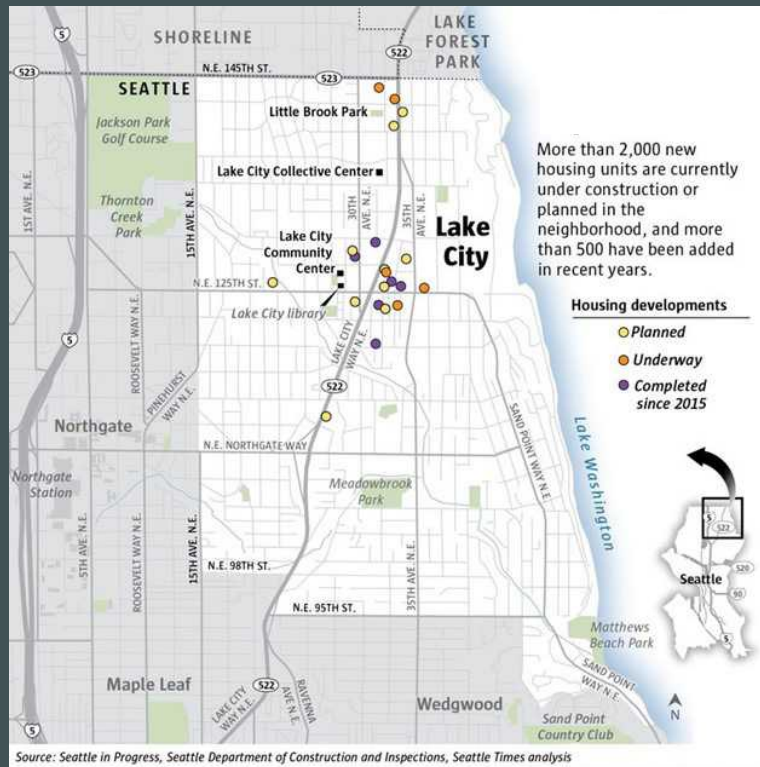 SHORELINE
LAKE
FOREST
PARK
5
522
523
N.E. 145TH ST.
523
SEATTLE
Jackson Park
Golf Course
Little Brook Park
Lake City Collective Center
Thornton
Creek
Park
1ST AVE. N.E.
15TH AVE. N.E.
30TH
AVE. N.E.
35TH
AVE. N.E.
Lake
City
Lake City
Community
Center
N.E. 125TH ST.
Lake City library
LAKE CITY
WAY N.E.
5
ROOSEVELT WAY N.E.
PINEHURST
WAY N.E.
522
Northgate
N.E. NORTHGATE WAY
SAND POINT WAY N.E.
Northgate
Station
Meadowbrook
Park
5TH AVE. N.E.
ROOSEVELT WAY N.E.
15TH AVE. N.E.
N.E. 98TH ST.
35TH AVE. N.E.
N.E. 95TH ST.
Matthews
Beach Park
Maple Leaf
522
LAKE CITY
WAY N.E.
RAVENNA
AVE N.E.
Wedgwood
SAND POINT
WAY N.E.
Sand Point
Country Club
5
Lake Washington
More than 2,000 new
housing units are currently
under construction or
planned in the
neighborhood, and more
than 500 have been added
in recent years.
Housing developments
Planned
Underway
Completed
since 2015
5
522
Seattle
520
90
5
N
Source: Seattle in Progress, Seattle Department of Construction and Inspections, Seattle Times analysis